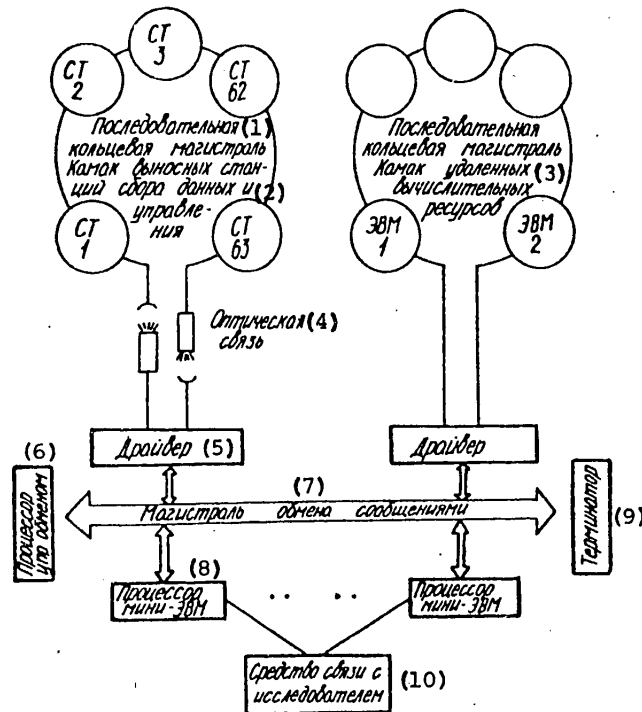 СТ
3
СТ
2
СТ
62
Последовательная (1)
кольцевая магистраль
Камак выносных стан-
ций сбора данных и (2)
управле-
ния
СТ
1
СТ
63
Последовательная
кольцевая магистраль
Камак удаленных (3)
вычислительных
ресурсов
ЭВМ
1
ЭВМ
2
Оптическая (4)
связь
Драйвер (5)
Драйвер
(6)
Процессор
упр обменом
(7)
Магистраль обмена сообщениями
Терминатор
(9)
(8)
Процессор
мини-ЭВМ
. . .
Процессор
мини-ЭВМ
Средство связи с
исследователем
(10)